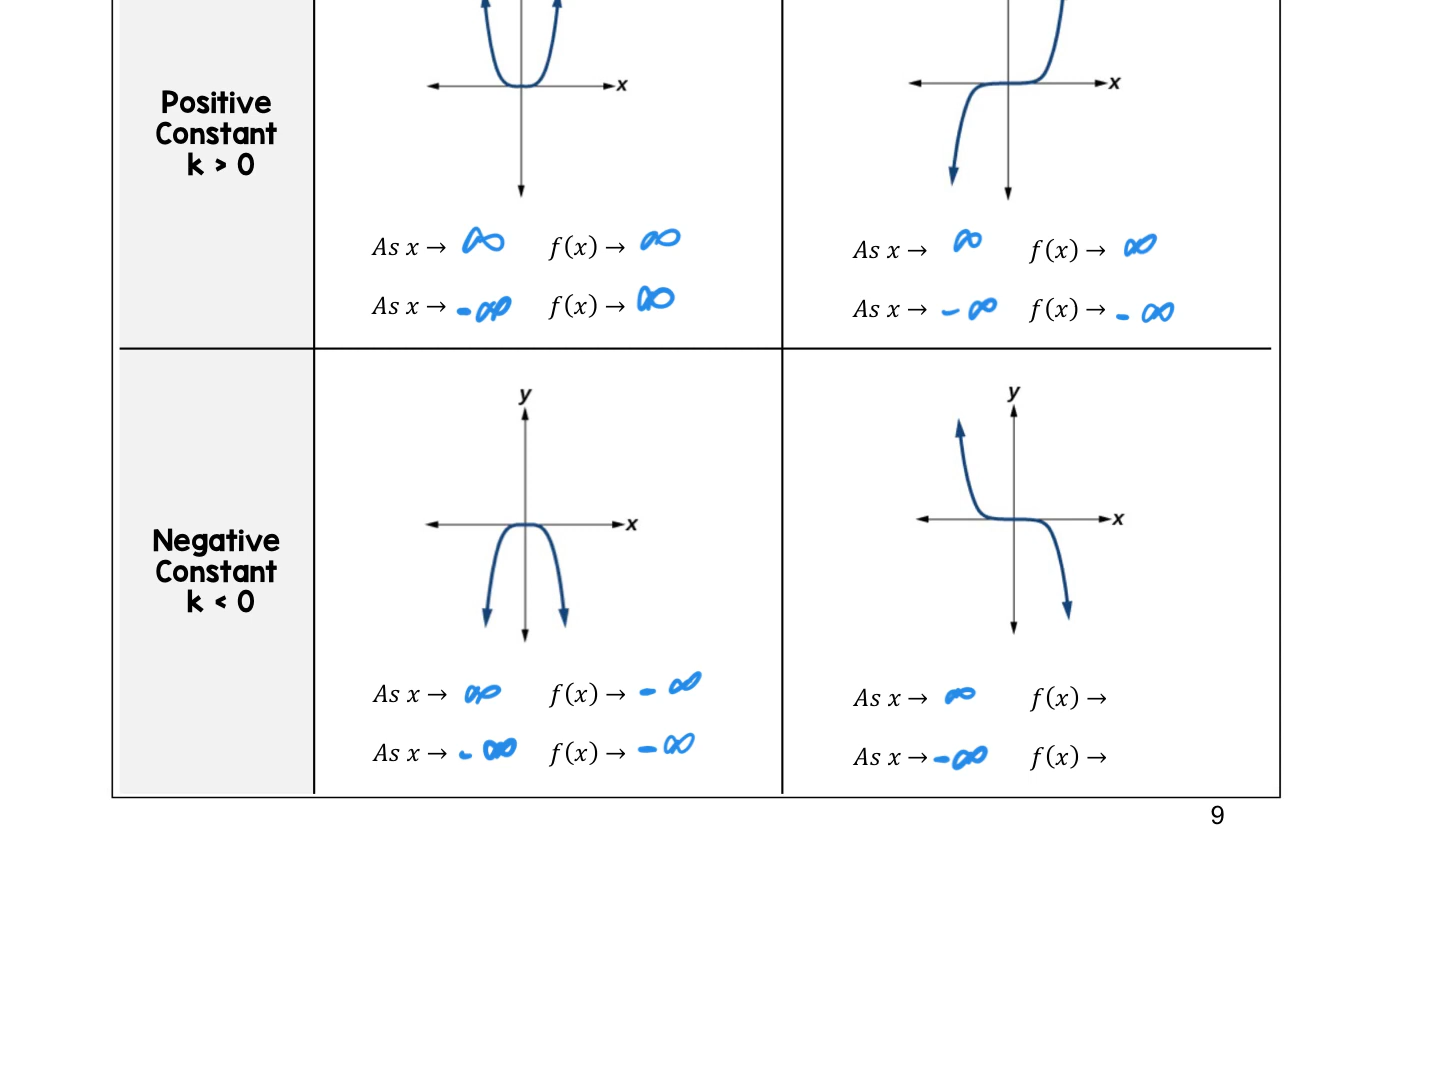 x
x
Positive
Constant
k > 0
As x → ∞ f(x) → ∞
As x → -∞ f(x) → ∞
As x → ∞ f(x) → ∞
As x → -∞ f(x) → -∞
y
x
y
x
Negative
Constant
k < 0
As x → ∞ f(x) → -∞
As x → -∞ f(x) → -∞
As x → ∞ f(x) →
As x → -∞ f(x) →
9